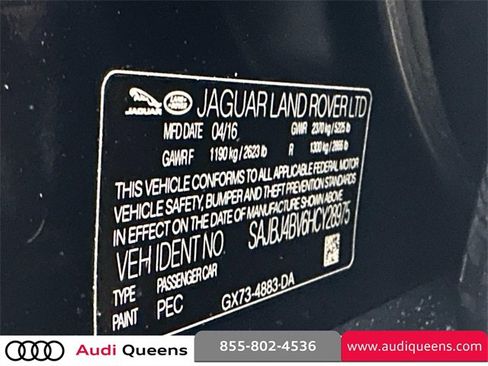 JAGUAR LAND ROVER LTD
JAGUAR
MFD DATE 04/16 GVWR 2370 kg / 5225 lb
GAWR F 1190 kg / 2623 lb R 1300 kg / 2866 lb
THIS VEHICLE CONFORMS TO ALL APPLICABLE FEDERAL MOTOR
VEHICLE SAFETY, BUMPER AND THEFT PREVENTION STANDARDS
IN EFFECT ON THE DATE OF MANUFACTURE SHOWN ABOVE.
VEH IDENT NO. SAJBJ4BV6HCY28975
TYPE PASSENGER CAR
PAINT PEC GX73-4883-DA
Audi Queens 855-802-4536 www.audiqueens.com